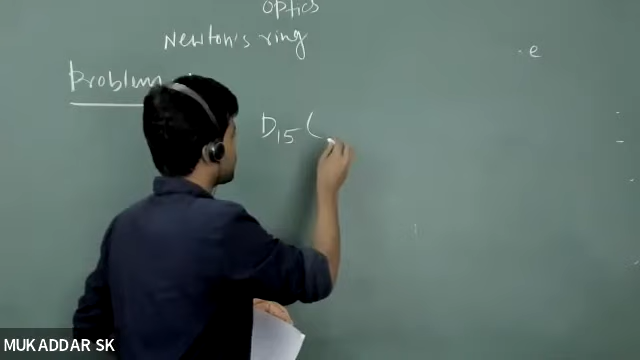 optics
Newton's ring
Problem
- e
D15 (
MUKADDAR SK